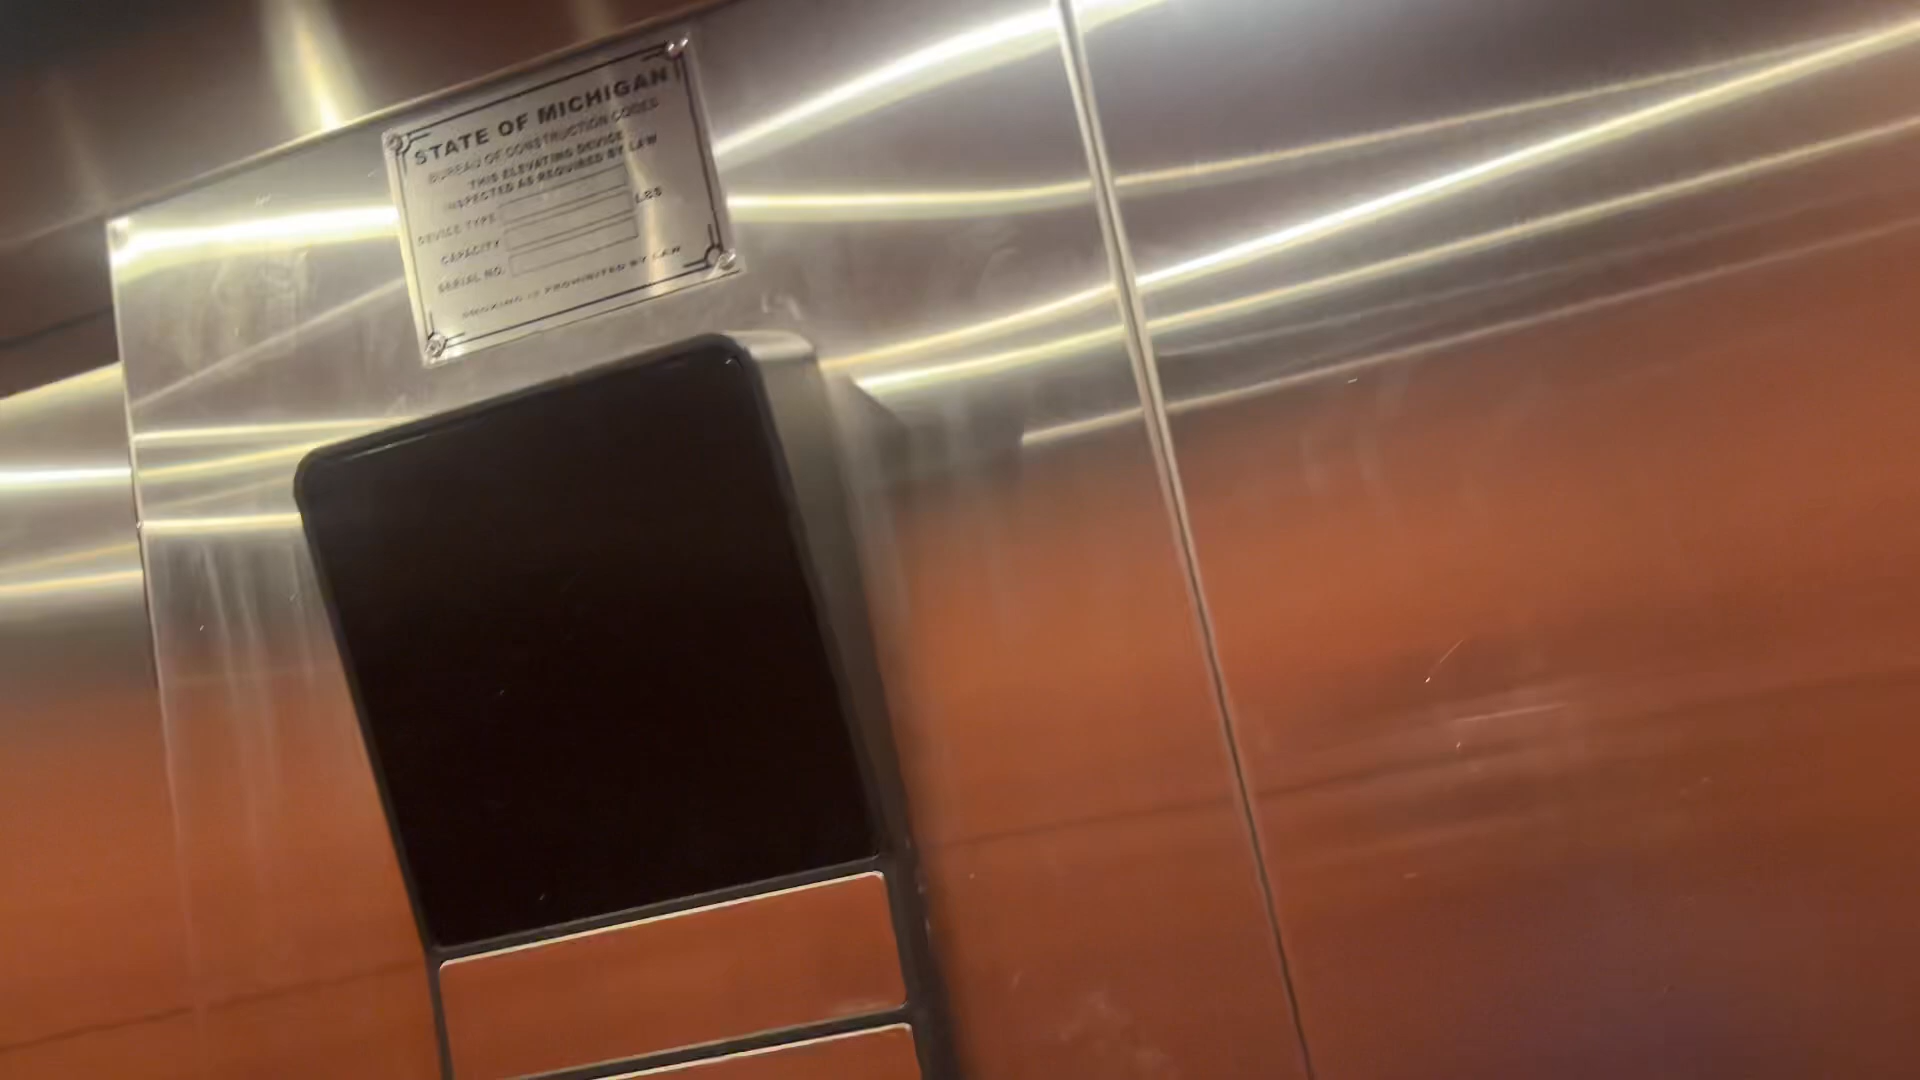 STATE OF MICHIGAN
BUREAU OF CONSTRUCTION CODES
THIS ELEVATING DEVICE
INSPECTED AS REQUIRED BY LAW
DEVICE TYPE
CAPACITY LBS
SERIAL NO.
SMOKING IS PROHIBITED BY LAW